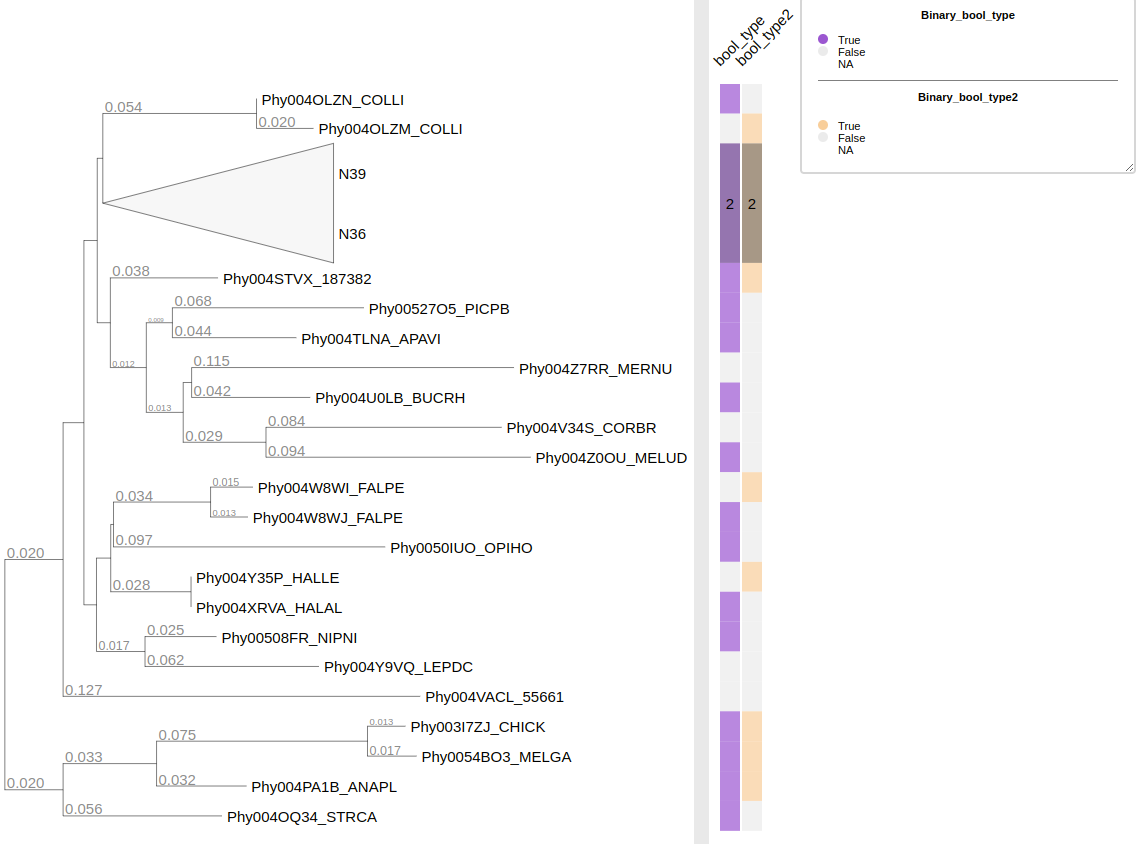 bool_type
bool_type2
Binary_bool_type
True
False
NA
Binary_bool_type2
True
False
NA
0.054
Phy004OLZN_COLLI
0.020
Phy004OLZM_COLLI
N39
2 2
N36
0.038
Phy004STVX_187382
0.068
Phy00527O5_PICPB
0.009
0.044
Phy004TLNA_APAVI
0.012
0.115
Phy004Z7RR_MERNU
0.042
Phy004U0LB_BUCRH
0.013
0.084
Phy004V34S_CORBR
0.029
0.094
Phy004Z0OU_MELUD
0.015
Phy004W8WI_FALPE
0.034
0.013
Phy004W8WJ_FALPE
0.097
Phy0050IUO_OPIHO
0.020
Phy004Y35P_HALLE
0.028
Phy004XRVA_HALAL
0.025
Phy00508FR_NIPNI
0.017
0.062
Phy004Y9VQ_LEPDC
0.127
Phy004VACL_55661
0.013
Phy003I7ZJ_CHICK
0.075
0.017
Phy0054BO3_MELGA
0.033
0.032
Phy004PA1B_ANAPL
0.020
0.056
Phy004OQ34_STRCA